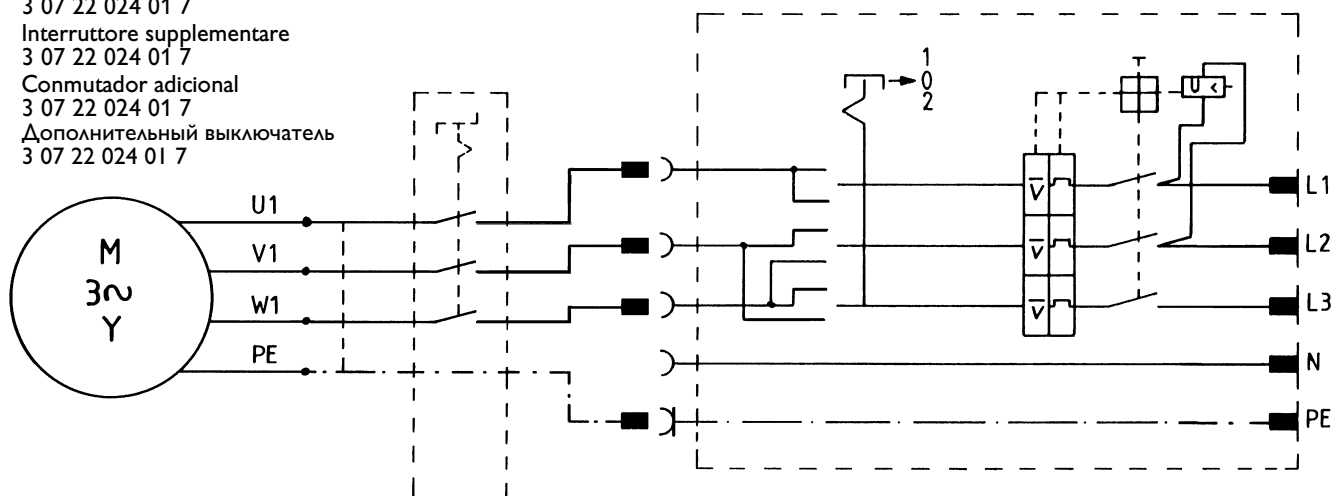 3 07 22 024 01 7
Interruttore supplementare
3 07 22 024 01 7
Conmutador adicional
3 07 22 024 01 7
Дополнительный выключатель
3 07 22 024 01 7
1
0
2
U <
L1
U1
M
3~
Y
V1
L2
W1
L3
PE
N
PE